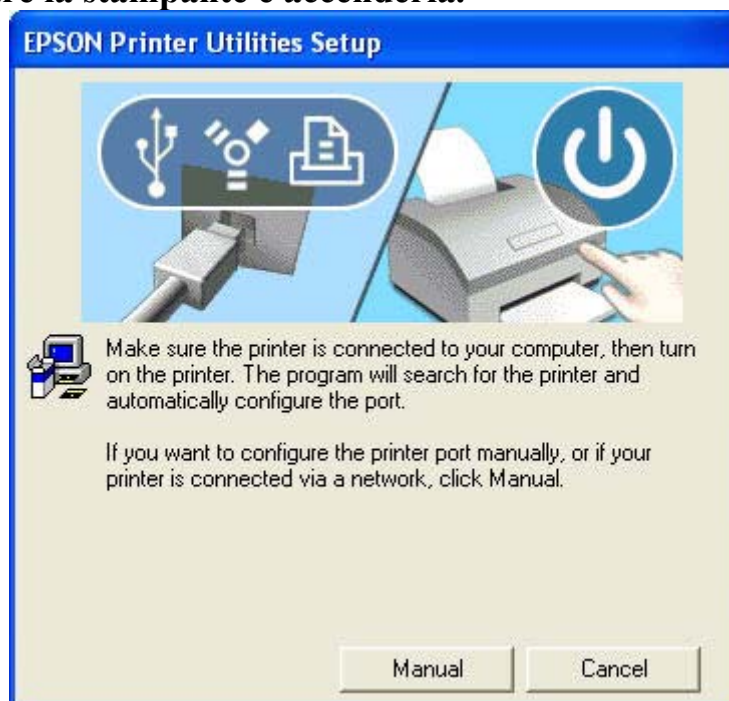 la stampante e accenderla.
EPSON Printer Utilities Setup
Make sure the printer is connected to your computer, then turn
on the printer. The program will search for the printer and
automatically configure the port.
If you want to configure the printer port manually, or if your
printer is connected via a network, click Manual.
Manual
Cancel